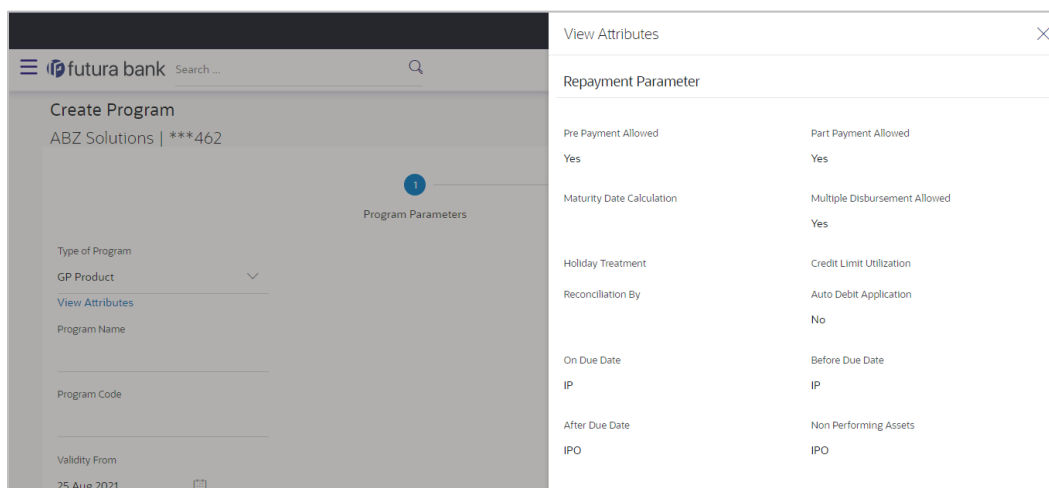 futura bank Search ...
Create Program
ABZ Solutions | ***462
1
Program Parameters
Type of Program
GP Product
View Attributes
Program Name
Program Code
Validity From
25 Aug 2021
View Attributes
Repayment Parameter
Pre Payment Allowed Part Payment Allowed
Yes Yes
Maturity Date Calculation Multiple Disbursement Allowed
Yes
Holiday Treatment Credit Limit Utilization
Reconciliation By Auto Debit Application
No
On Due Date Before Due Date
IP IP
After Due Date Non Performing Assets
IPO IPO